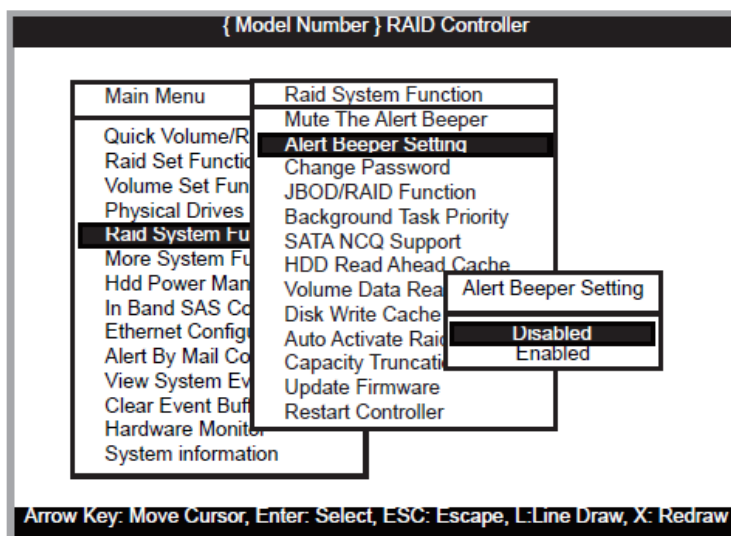 { Model Number } RAID Controller
Main Menu
Quick Volume/R
Raid Set Functio
Volume Set Fun
Physical Drives
Raid System Fu
More System Fu
Hdd Power Man
In Band SAS Co
Ethernet Configu
Alert By Mail Co
View System Ev
Clear Event Buff
Hardware Monitor
System information
Raid System Function
Mute The Alert Beeper
Alert Beeper Setting
Change Password
JBOD/RAID Function
Background Task Priority
SATA NCQ Support
HDD Read Ahead Cache
Volume Data Rea
Disk Write Cache
Auto Activate Raid
Capacity Truncati
Update Firmware
Restart Controller
Alert Beeper Setting
Disabled
Enabled
Arrow Key: Move Cursor, Enter: Select, ESC: Escape, L:Line Draw, X: Redraw